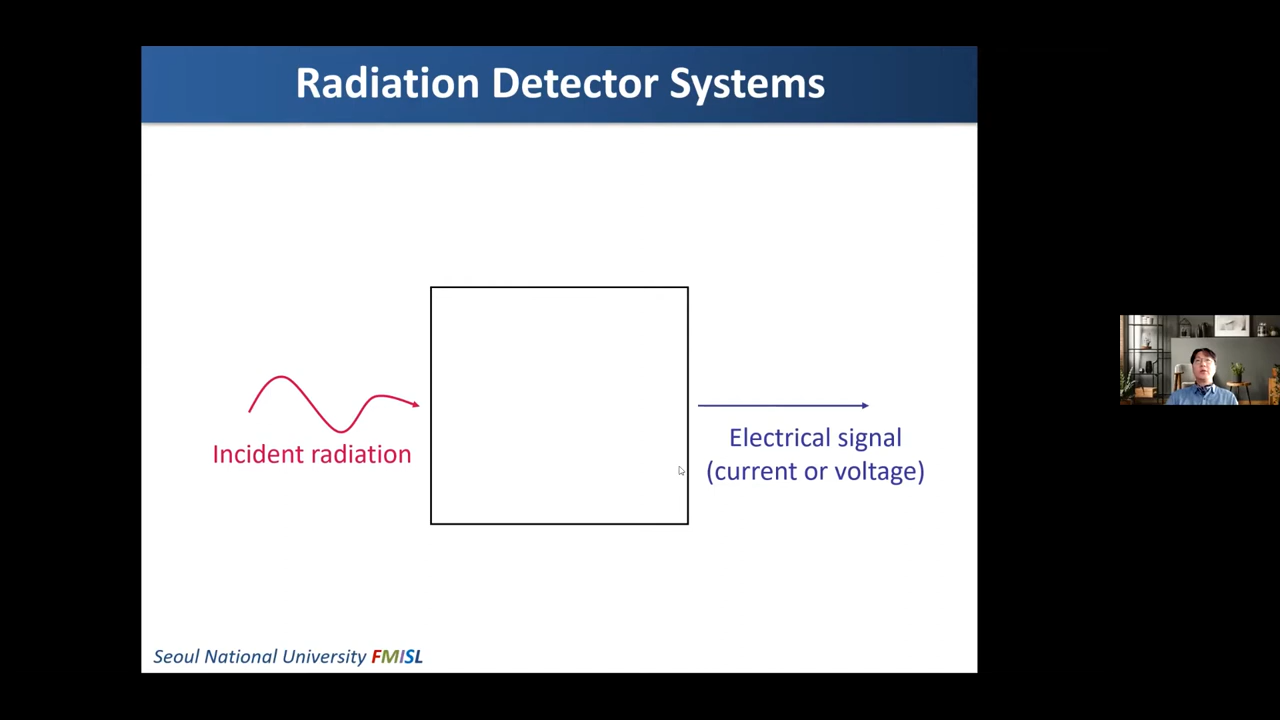 Radiation Detector Systems
Incident radiation
Electrical signal
(current or voltage)
Seoul National University FMISL